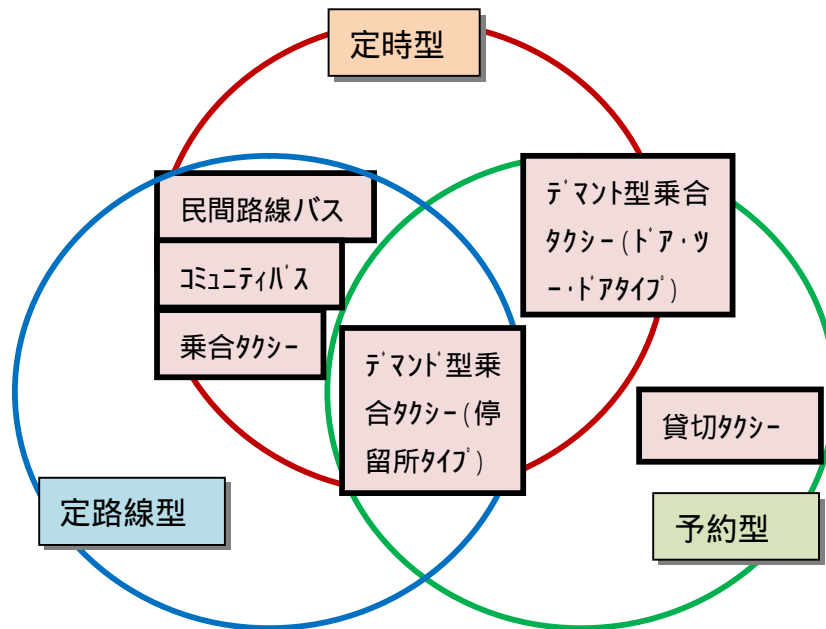 定時型
民間路線バス
コミュニティバス
乗合タクシー
デマント型乗合
タクシー(ドア・ツ
ー・ドアタイプ)
デマンド型乗
合タクシー(停
留所タイプ)
貸切タクシー
定路線型
予約型